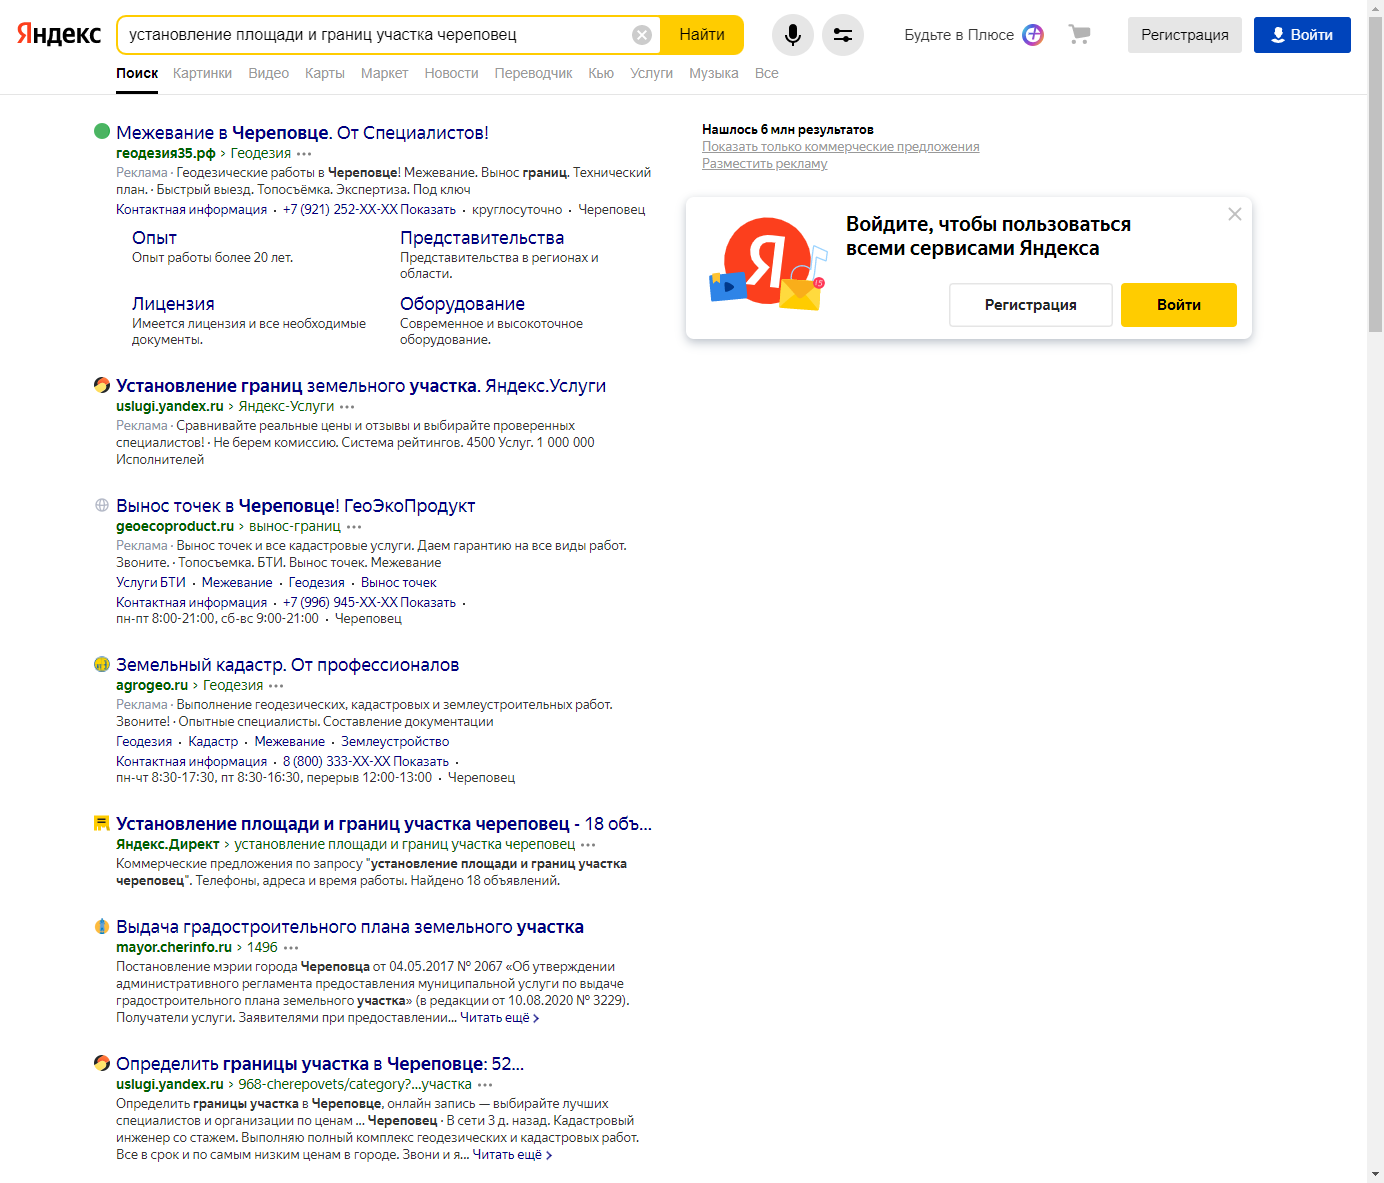 Яндекс
установление площади и границ участка череповец
Найти
Будьте в Плюсе
Регистрация
Войти
Поиск Картинки Видео Карты Маркет Новости Переводчик Кью Услуги Музыка Все
Межевание в Череповце. От Специалистов!
геодезия35.рф › Геодезия
Реклама · Геодезические работы в Череповце! Межевание. Вынос границ. Технический
план. · Быстрый выезд. Топосъёмка. Экспертиза. Под ключ
Контактная информация · +7 (921) 252-XX-XX Показать · круглосуточно · Череповец
Опыт
Опыт работы более 20 лет.
Представительства
Представительства в регионах и
области.
Лицензия
Имеется лицензия и все необходимые
документы.
Оборудование
Современное и высокоточное
оборудование.
Установление границ земельного участка. Яндекс.Услуги
uslugi.yandex.ru › Яндекс-Услуги
Реклама · Сравнивайте реальные цены и отзывы и выбирайте проверенных
специалистов! · Не берем комиссию. Система рейтингов. 4500 Услуг. 1 000 000
Исполнителей
Вынос точек в Череповце! ГеоЭкоПродукт
geoecoproduct.ru › вынос-границ
Реклама · Вынос точек и все кадастровые услуги. Даем гарантию на все виды работ.
Звоните. · Топосъемка. БТИ. Вынос точек. Межевание
Услуги БТИ · Межевание · Геодезия · Вынос точек
Контактная информация · +7 (996) 945-XX-XX Показать ·
пн-пт 8:00-21:00, сб-вс 9:00-21:00 · Череповец
Земельный кадастр. От профессионалов
agrogeo.ru › Геодезия
Реклама · Выполнение геодезических, кадастровых и землеустроительных работ.
Звоните! · Опытные специалисты. Составление документации
Геодезия · Кадастр · Межевание · Землеустройство
Контактная информация · 8 (800) 333-XX-XX Показать ·
пн-чт 8:30-17:30, пт 8:30-16:30, перерыв 12:00-13:00 · Череповец
Установление площади и границ участка череповец - 18 объ...
Яндекс.Директ › установление площади и границ участка череповец
Коммерческие предложения по запросу "установление площади и границ участка
череповец". Телефоны, адреса и время работы. Найдено 18 объявлений.
Выдача градостроительного плана земельного участка
mayor.cherinfo.ru › 1496
Постановление мэрии города Череповца от 04.05.2017 № 2067 «Об утверждении
административного регламента предоставления муниципальной услуги по выдаче
градостроительного плана земельного участка» (в редакции от 10.08.2020 № 3229).
Получатели услуги. Заявителями при предоставлении... Читать ещё ›
Определить границы участка в Череповце: 52...
uslugi.yandex.ru › 968-cherepovets/category?...участка
Определить границы участка в Череповце, онлайн запись — выбирайте лучших
специалистов и организации по ценам ... Череповец · В сети 3 д. назад. Кадастровый
инженер со стажем. Выполняю полный комплекс геодезических и кадастровых работ.
Все в срок и по самым низким ценам в городе. Звони и я... Читать ещё ›
Нашлось 6 млн результатов
Показать только коммерческие предложения
Разместить рекламу
Я
15
Войдите, чтобы пользоваться
всеми сервисами Яндекса
Регистрация
Войти